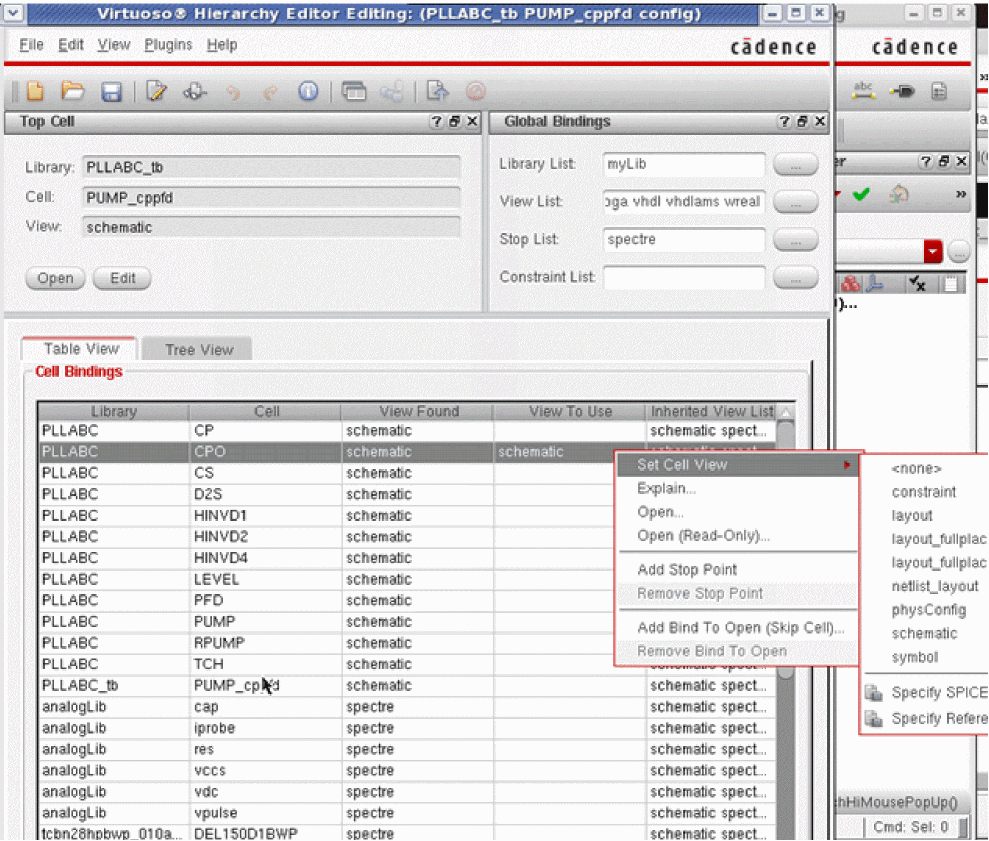 Virtuoso® Hierarchy Editor Editing: (PLLABC_tb PUMP_cppfd config)
File Edit View Plugins Help
cādence
cādence
abc
Top Cell
Library: PLLABC_tb
Cell: PUMP_cppfd
View: schematic
Open Edit
Global Bindings
Library List: myLib ...
View List: oga vhdl vhdlams wreal ...
Stop List: spectre ...
Constraint List: ...
Table View Tree View
Cell Bindings
Library Cell View Found View To Use Inherited View List
PLLABC CP schematic schematic spect...
PLLABC CPO schematic schematic
PLLABC CS schematic
PLLABC D2S schematic
PLLABC HINVD1 schematic
PLLABC HINVD2 schematic
PLLABC HINVD4 schematic
PLLABC LEVEL schematic
PLLABC PFD schematic
PLLABC PUMP schematic
PLLABC RPUMP schematic
PLLABC TCH schematic
PLLABC_tb PUMP_cppfd schematic schematic spect...
analogLib cap spectre schematic spect...
analogLib iprobe spectre schematic spect...
analogLib res spectre schematic spect...
analogLib vccs spectre schematic spect...
analogLib vdc spectre schematic spect...
analogLib vpulse spectre schematic spect...
tcbn28hpbwp_010a... DEL150D1BWP spectre schematic spect...
Set Cell View
Explain...
Open...
Open (Read-Only)...
Add Stop Point
Remove Stop Point
Add Bind To Open (Skip Cell)...
Remove Bind To Open
<none>
constraint
layout
layout_fullplac
layout_fullplac
netlist_layout
physConfig
schematic
symbol
Specify SPICE
Specify Refere
hHiMousePopUp()
Cmd: Sel: 0